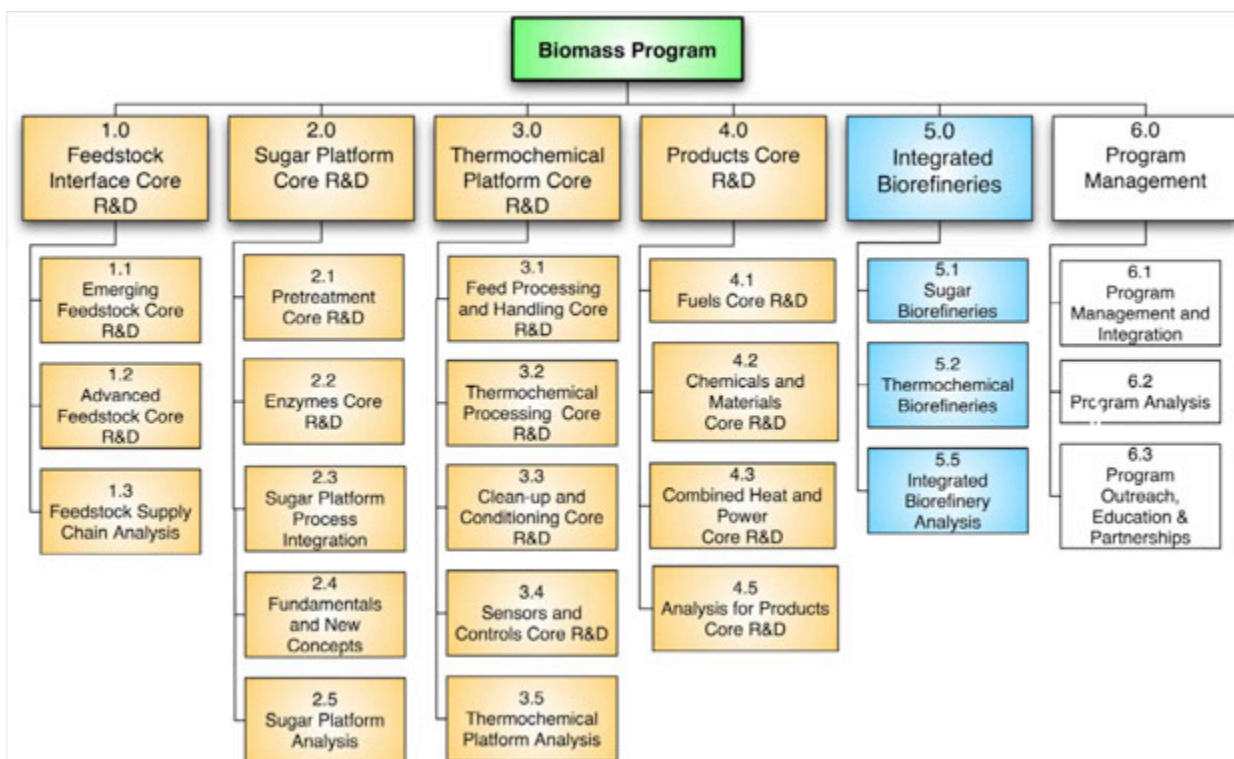 Biomass Program
1.0
Feedstock
Interface Core
R&D
2.0
Sugar Platform
Core R&D
3.0
Thermochemical
Platform Core
R&D
4.0
Products Core
R&D
5.0
Integrated
Biorefineries
6.0
Program
Management
1.1
Emerging
Feedstock Core
R&D
1.2
Advanced
Feedstock Core
R&D
1.3
Feedstock Supply
Chain Analysis
2.1
Pretreatment
Core R&D
2.2
Enzymes Core
R&D
2.3
Sugar Platform
Process
Integration
2.4
Fundamentals
and New
Concepts
2.5
Sugar Platform
Analysis
3.1
Feed Processing
and Handling Core
R&D
3.2
Thermochemical
Processing Core
R&D
3.3
Clean-up and
Conditioning Core
R&D
3.4
Sensors and
Controls Core R&D
3.5
Thermochemical
Platform Analysis
4.1
Fuels Core R&D
4.2
Chemicals and
Materials
Core R&D
4.3
Combined Heat and
Power
Core R&D
4.5
Analysis for Products
Core R&D
5.1
Sugar
Biorefineries
5.2
Thermochemical
Biorefineries
5.5
Integrated
Biorefinery
Analysis
6.1
Program
Management and
Integration
6.2
Program Analysis
6.3
Program
Outreach,
Education &
Partnerships